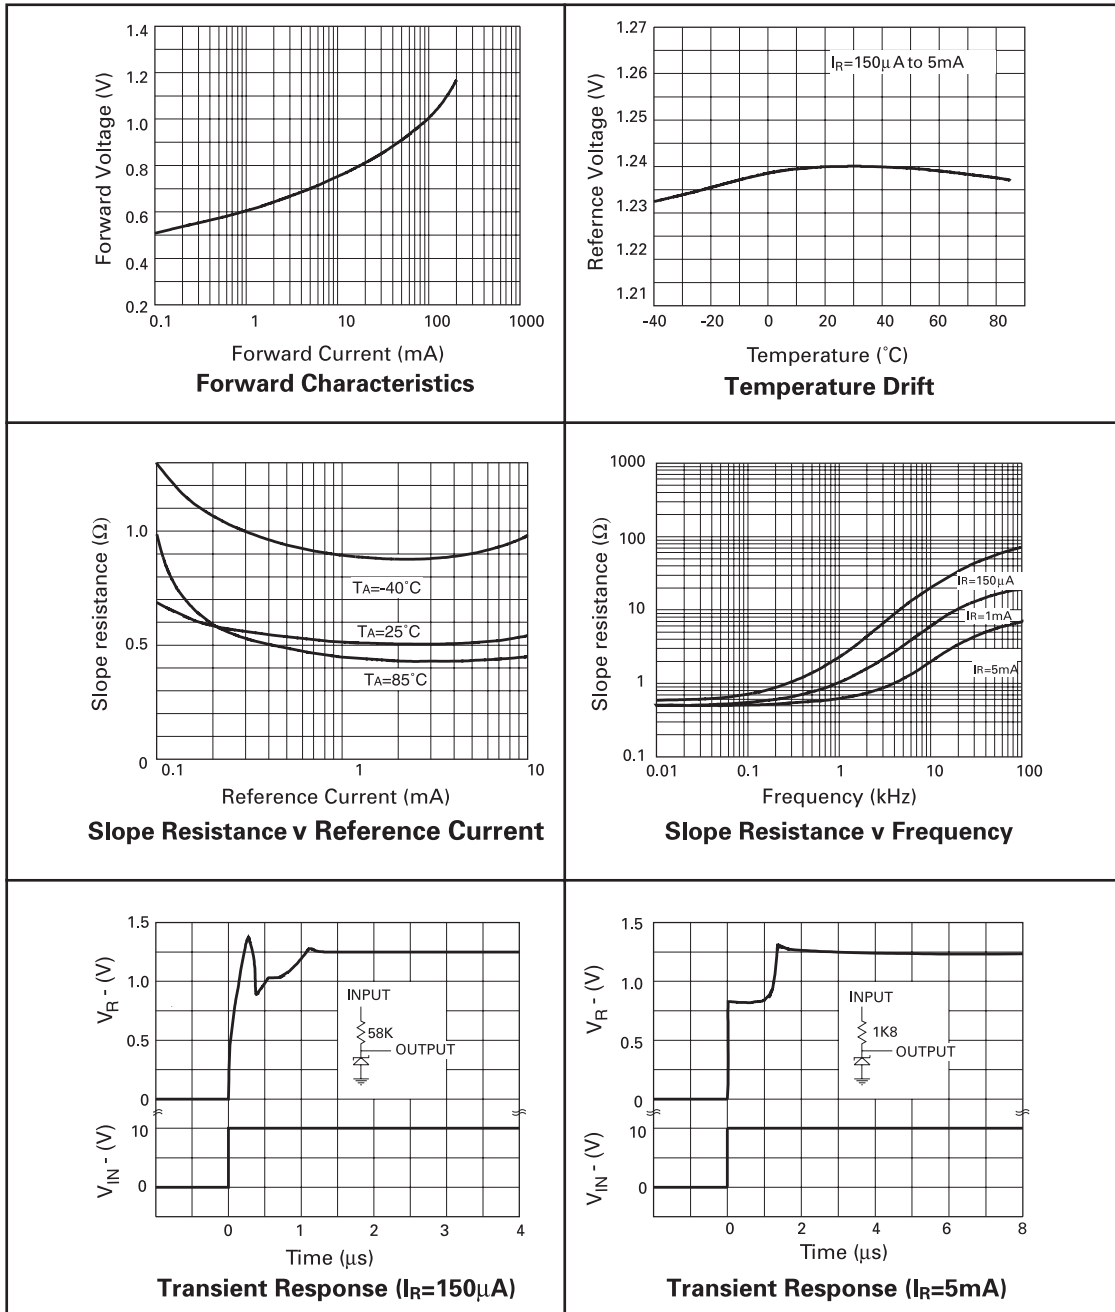 1.4
1.2
1.0
0.8
0.6
0.4
0.2
Forward Voltage (V)
0.1 1 10 100 1000
Forward Current (mA)
Forward Characteristics
1.27
1.26
1.25
1.24
1.23
1.22
1.21
Refernce Voltage (V)
IR=150µA to 5mA
-40 -20 0 20 40 60 80
Temperature (°C)
Temperature Drift
1.0
0.5
0
Slope resistance (Ω)
TA=-40°C
TA=25°C
TA=85°C
0.1 1 10
Reference Current (mA)
Slope Resistance v Reference Current
1000
100
10
1
0.1
Slope resistance (Ω)
IR=150µA
IR=1mA
IR=5mA
0.01 0.1 1 10 100
Frequency (kHz)
Slope Resistance v Frequency
1.5
1.0
0.5
0
VR - (V)
INPUT
58K
OUTPUT
10
0
VIN - (V)
0 1 2 3 4
Time (µs)
Transient Response (IR=150µA)
1.5
1.0
0.5
0
VR - (V)
INPUT
1K8
OUTPUT
10
0
VIN - (V)
0 2 4 6 8
Time (µs)
Transient Response (IR=5mA)